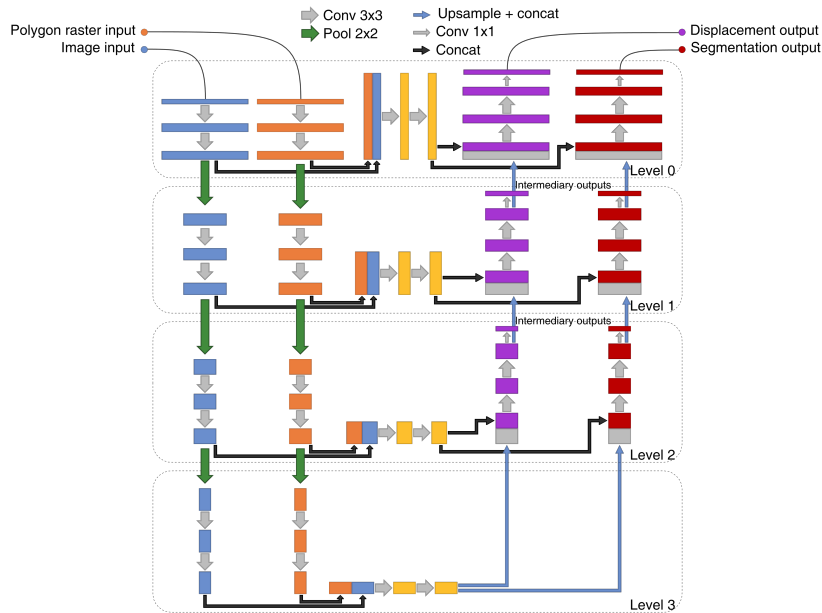 Conv 3x3
Pool 2x2
Upsample + concat
Conv 1x1
Concat
Polygon raster input
Image input
Displacement output
Segmentation output
Level 0
Intermediary outputs
Level 1
Intermediary outputs
Level 2
Level 3